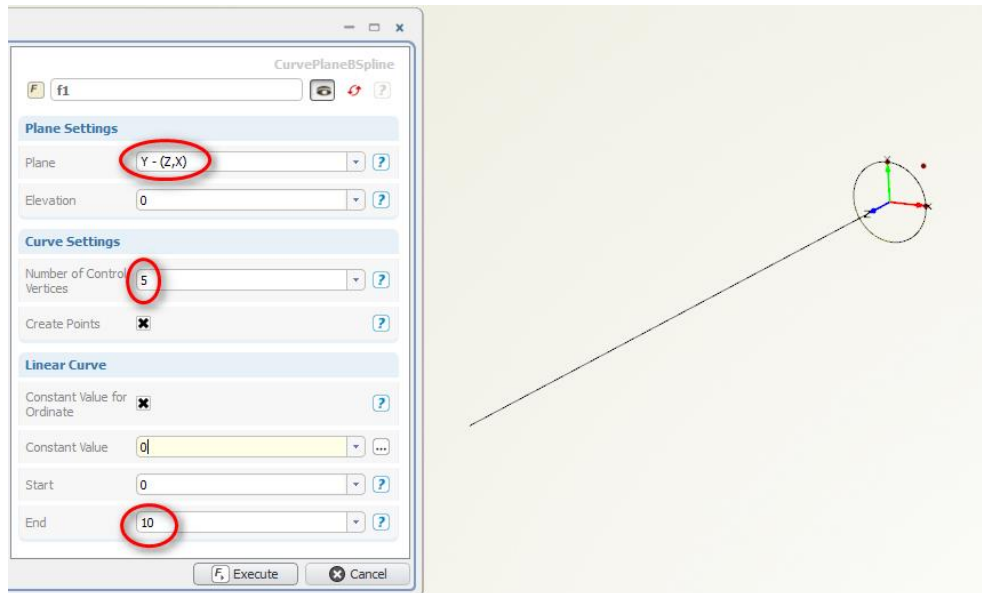 CurvePlaneBSpline
F f1 ?
Plane Settings
Plane Y - (Z,X) ?
Elevation 0 ?
Curve Settings
Number of Control
Vertices 5 ?
Create Points ?
Linear Curve
Constant Value for
Ordinate ?
Constant Value 0 ...
Start 0 ?
End 10 ?
F Execute Cancel
Y
X
Z